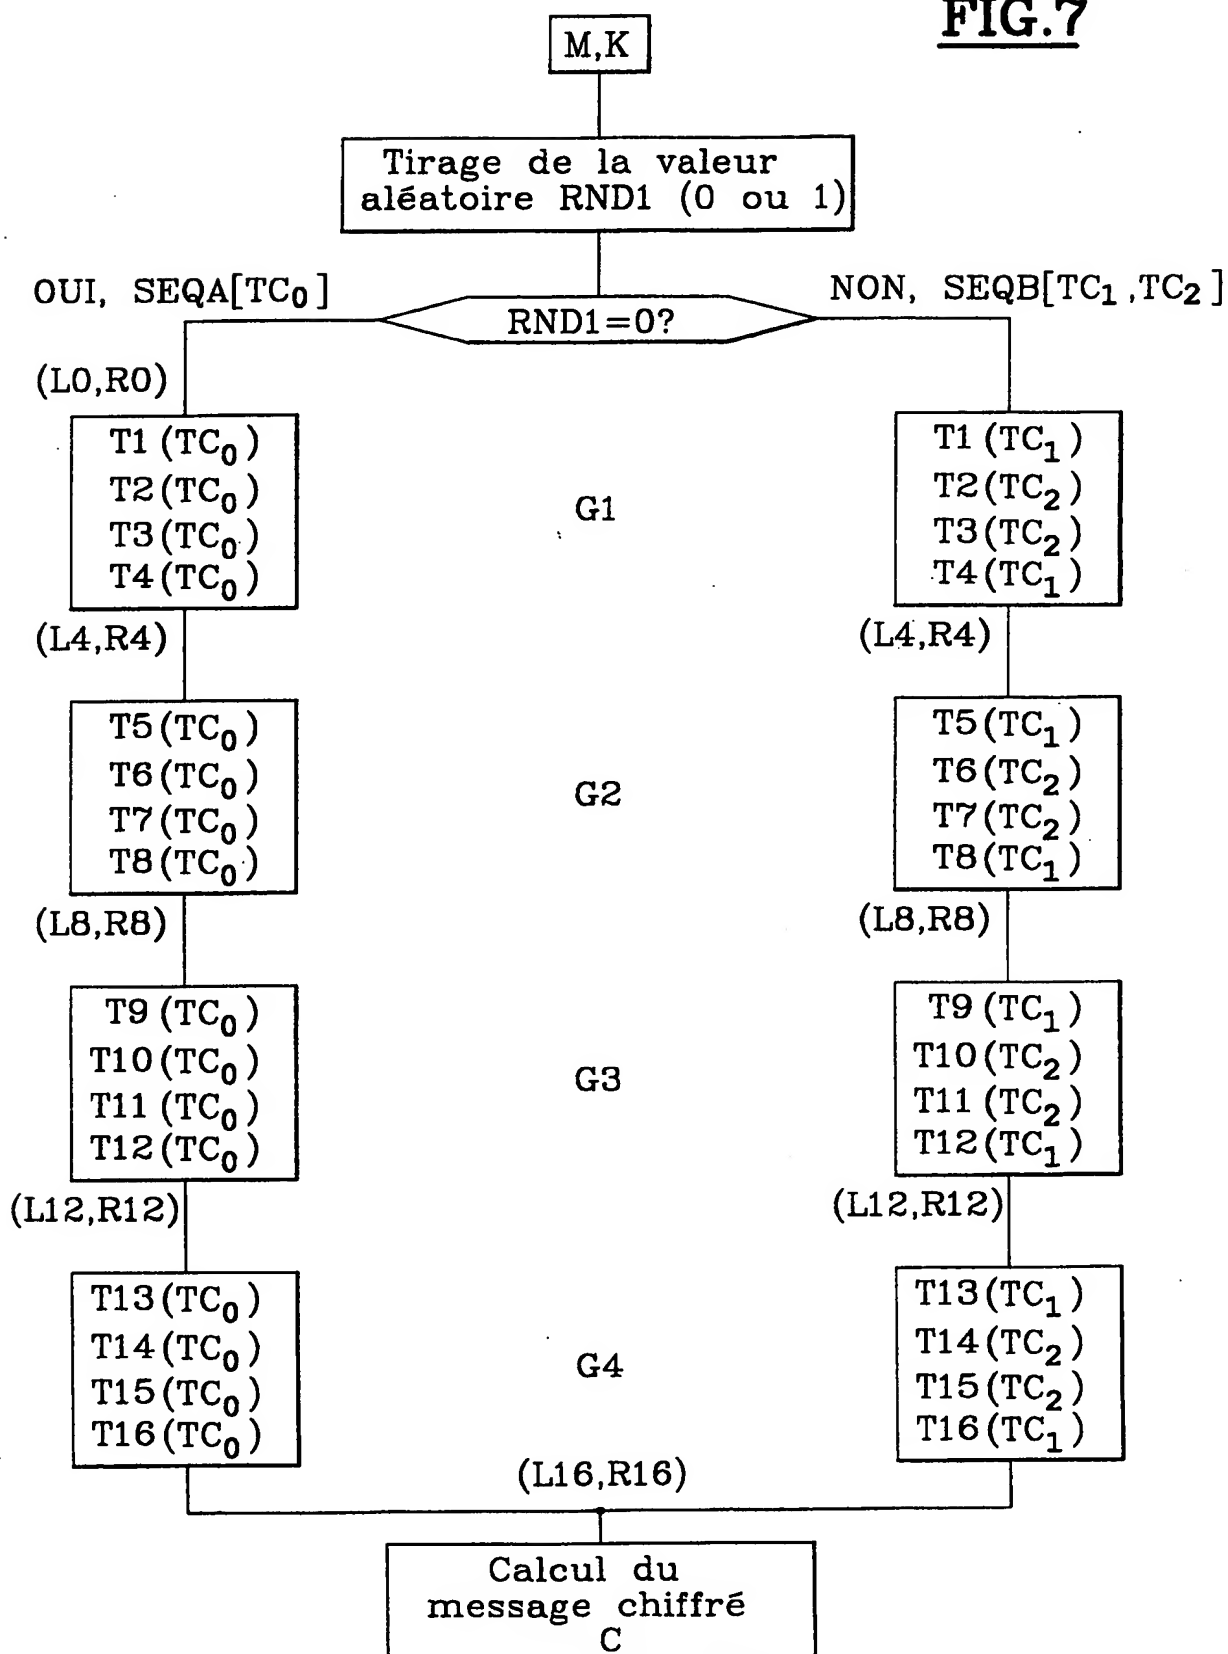 FIG.7
M,K
Tirage de la valeur
aléatoire RND1 (0 ou 1)
OUI, SEQA[TC₀]
NON, SEQB[TC₁,TC₂]
RND1=0?
(L0,R0)
T1(TC₀)
T2(TC₀)
T3(TC₀)
T4(TC₀)
G1
T1(TC₁)
T2(TC₂)
T3(TC₂)
T4(TC₁)
(L4,R4)
(L4,R4)
T5(TC₀)
T6(TC₀)
T7(TC₀)
T8(TC₀)
G2
T5(TC₁)
T6(TC₂)
T7(TC₂)
T8(TC₁)
(L8,R8)
(L8,R8)
T9(TC₀)
T10(TC₀)
T11(TC₀)
T12(TC₀)
G3
T9(TC₁)
T10(TC₂)
T11(TC₂)
T12(TC₁)
(L12,R12)
(L12,R12)
T13(TC₀)
T14(TC₀)
T15(TC₀)
T16(TC₀)
G4
T13(TC₁)
T14(TC₂)
T15(TC₂)
T16(TC₁)
(L16,R16)
Calcul du
message chiffré
C